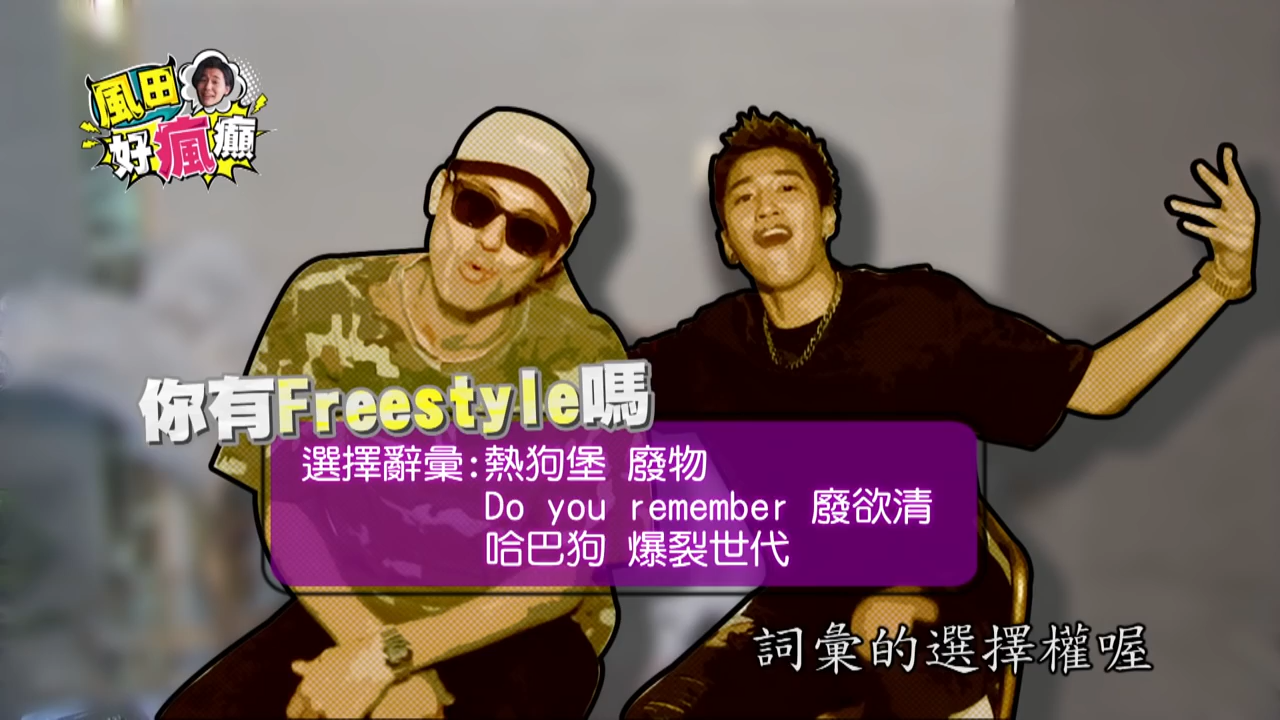 風田
好瘋癲
你有Freestyle嗎
選擇辭彙:熱狗堡 廢物
Do you remember 廢欲清
哈巴狗 爆裂世代
詞彙的選擇權喔